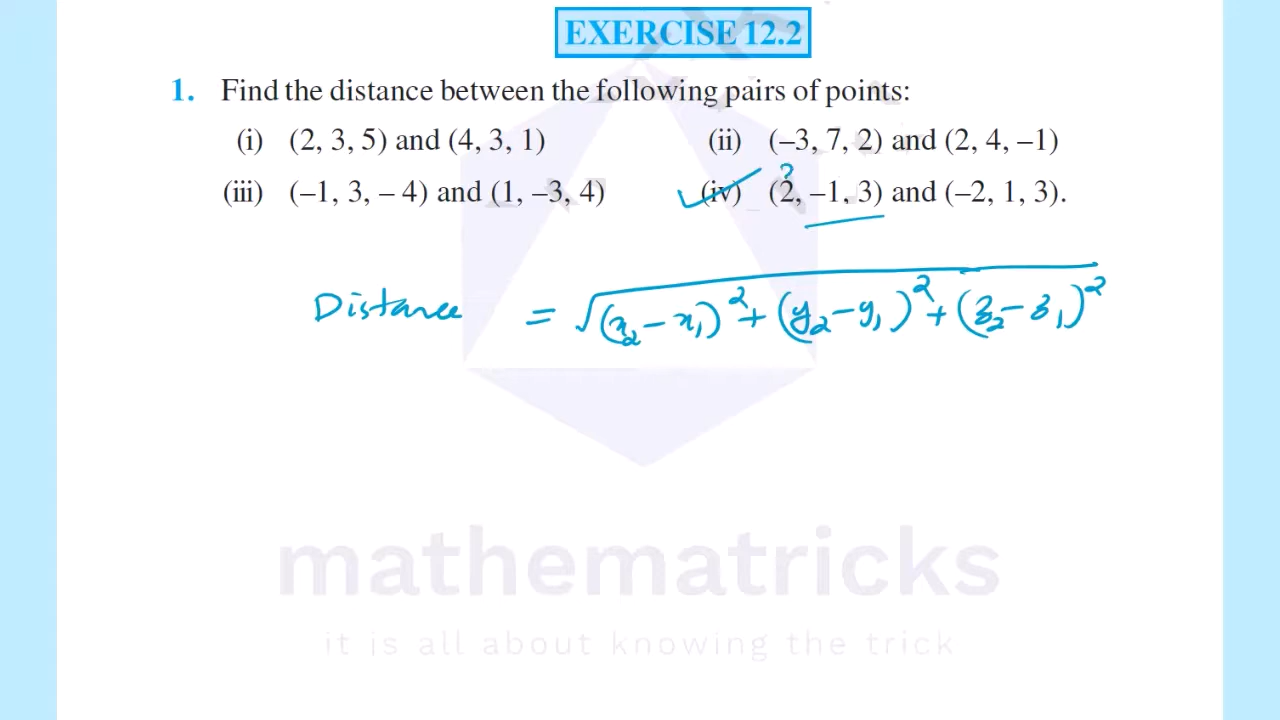 EXERCISE 12.2
1. Find the distance between the following pairs of points:
(i) (2, 3, 5) and (4, 3, 1) (ii) (–3, 7, 2) and (2, 4, –1)
(iii) (–1, 3, – 4) and (1, –3, 4) (iv) (2, –1, 3) and (–2, 1, 3).
Distance = √(x₂ – x₁)² + (y₂ – y₁)² + (z₂ – z₁)²
mathematricks
it is all about knowing the trick